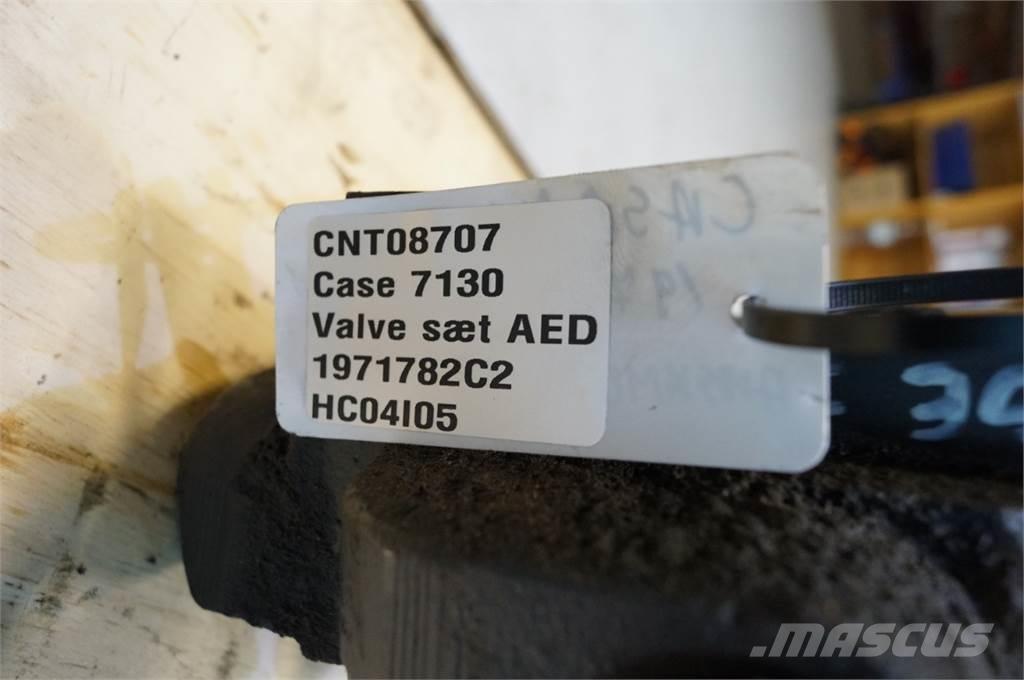 CNT08707
Case 7130
Valve sæt AED
1971782C2
HC04I05
MASCUS